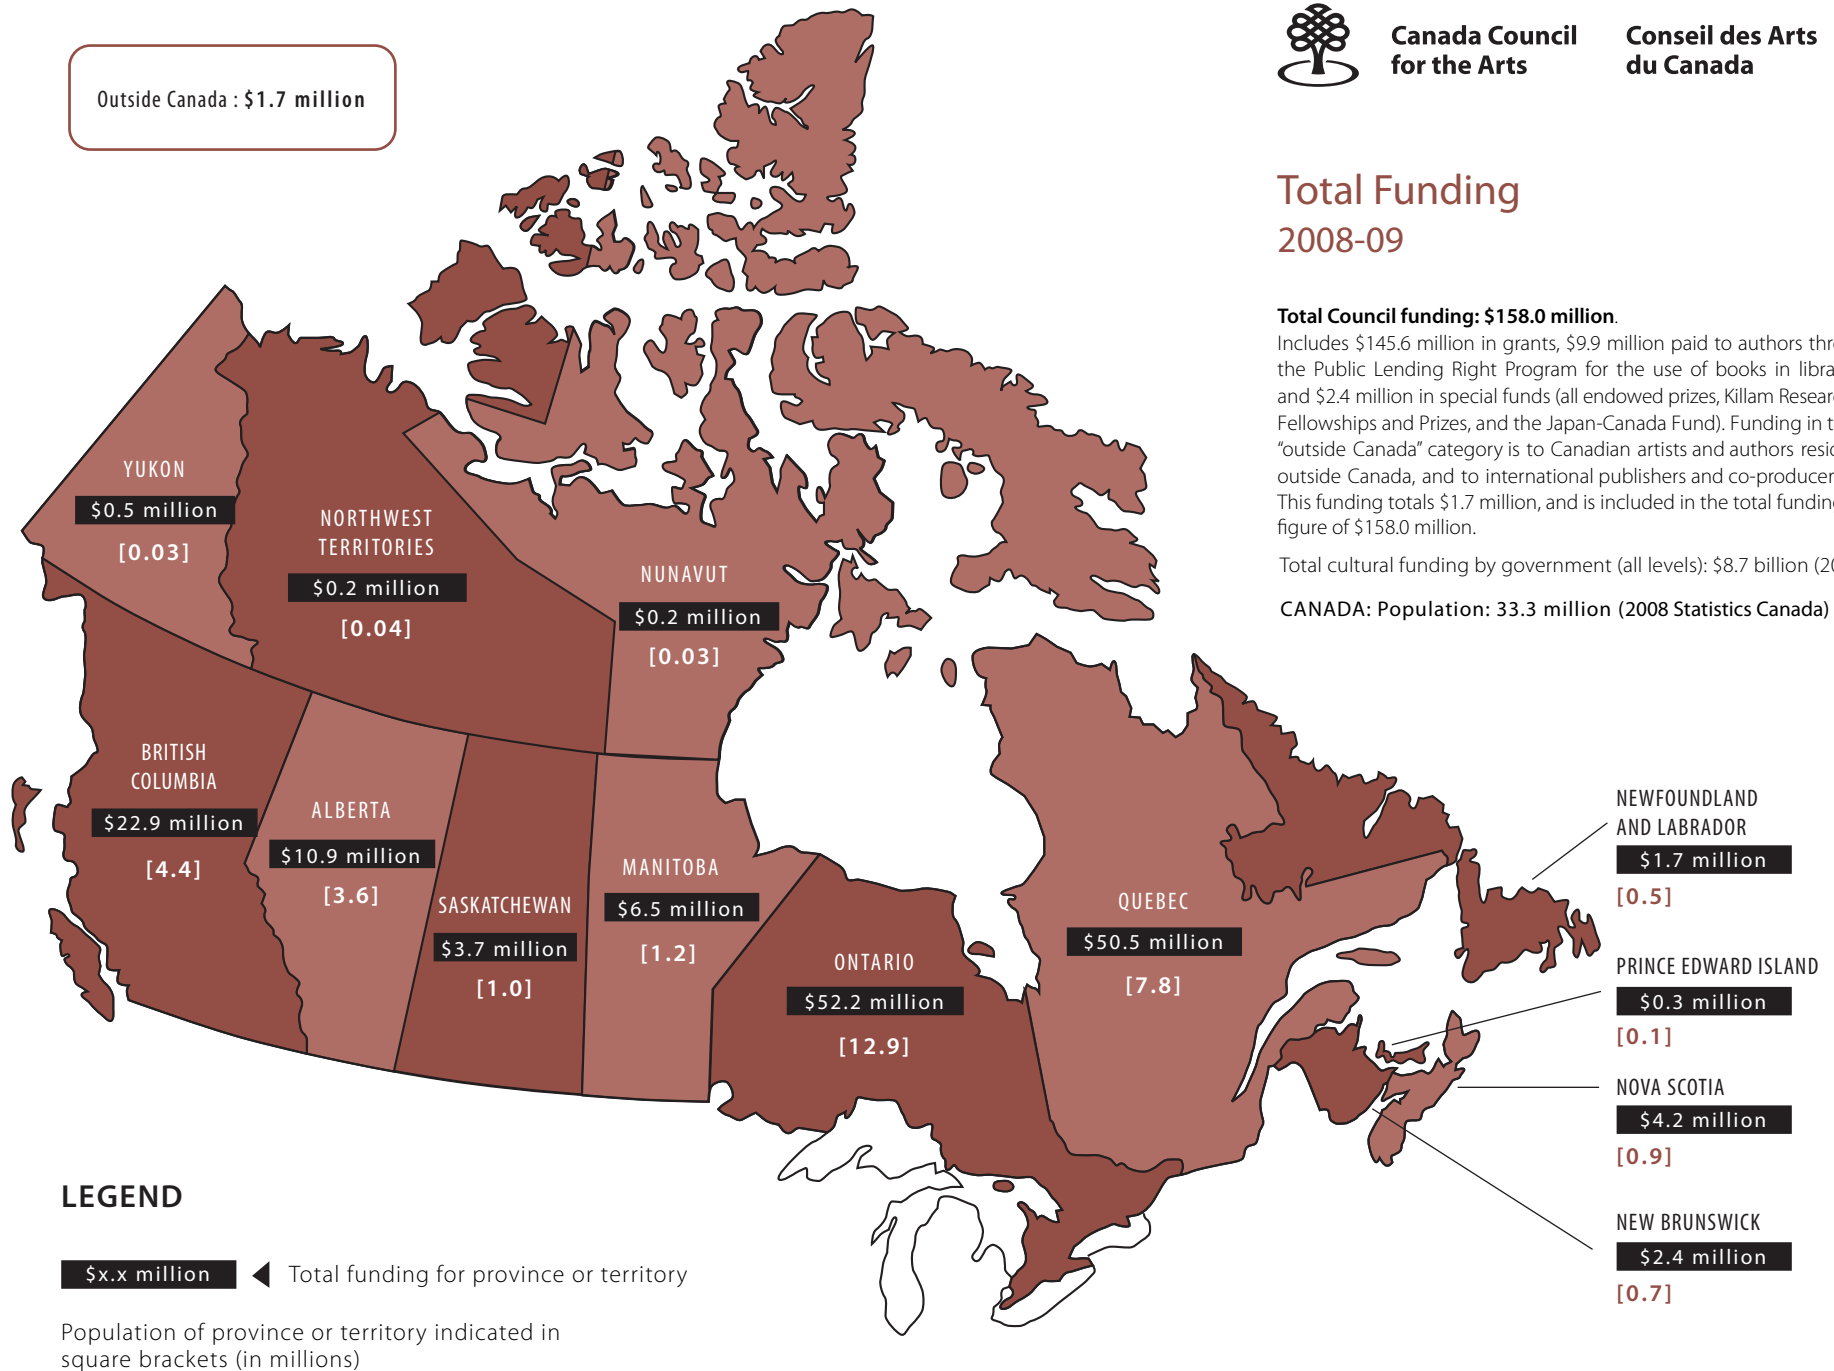 Outside Canada : $1.7 million
Canada Council
for the Arts
Conseil des Arts
du Canada
Total Funding
2008-09
Total Council funding: $158.0 million.
Includes $145.6 million in grants, $9.9 million paid to authors
the Public Lending Right Program for the use of books in
and $2.4 million in special funds (all endowed prizes, Killam
Fellowships and Prizes, and the Japan-Canada Fund). Funding in
“outside Canada” category is to Canadian artists and authors
outside Canada, and to international publishers and
This funding totals $1.7 million, and is included in the total funding
figure of $158.0 million.
Total cultural funding by government (all levels): $8.7 billion
CANADA: Population: 33.3 million (2008 Statistics Canada)
YUKON
$0.5 million
[0.03]
NORTHWEST
TERRITORIES
$0.2 million
[0.04]
NUNAVUT
$0.2 million
[0.03]
BRITISH
COLUMBIA
$22.9 million
[4.4]
ALBERTA
$10.9 million
[3.6]
SASKATCHEWAN
$3.7 million
[1.0]
MANITOBA
$6.5 million
[1.2]
ONTARIO
$52.2 million
[12.9]
QUEBEC
$50.5 million
[7.8]
NEWFOUNDLAND
AND LABRADOR
$1.7 million
[0.5]
PRINCE EDWARD ISLAND
$0.3 million
[0.1]
NOVA SCOTIA
$4.2 million
[0.9]
NEW BRUNSWICK
$2.4 million
[0.7]
LEGEND
$x.x million
Total funding for province or territory
Population of province or territory indicated in
square brackets (in millions)